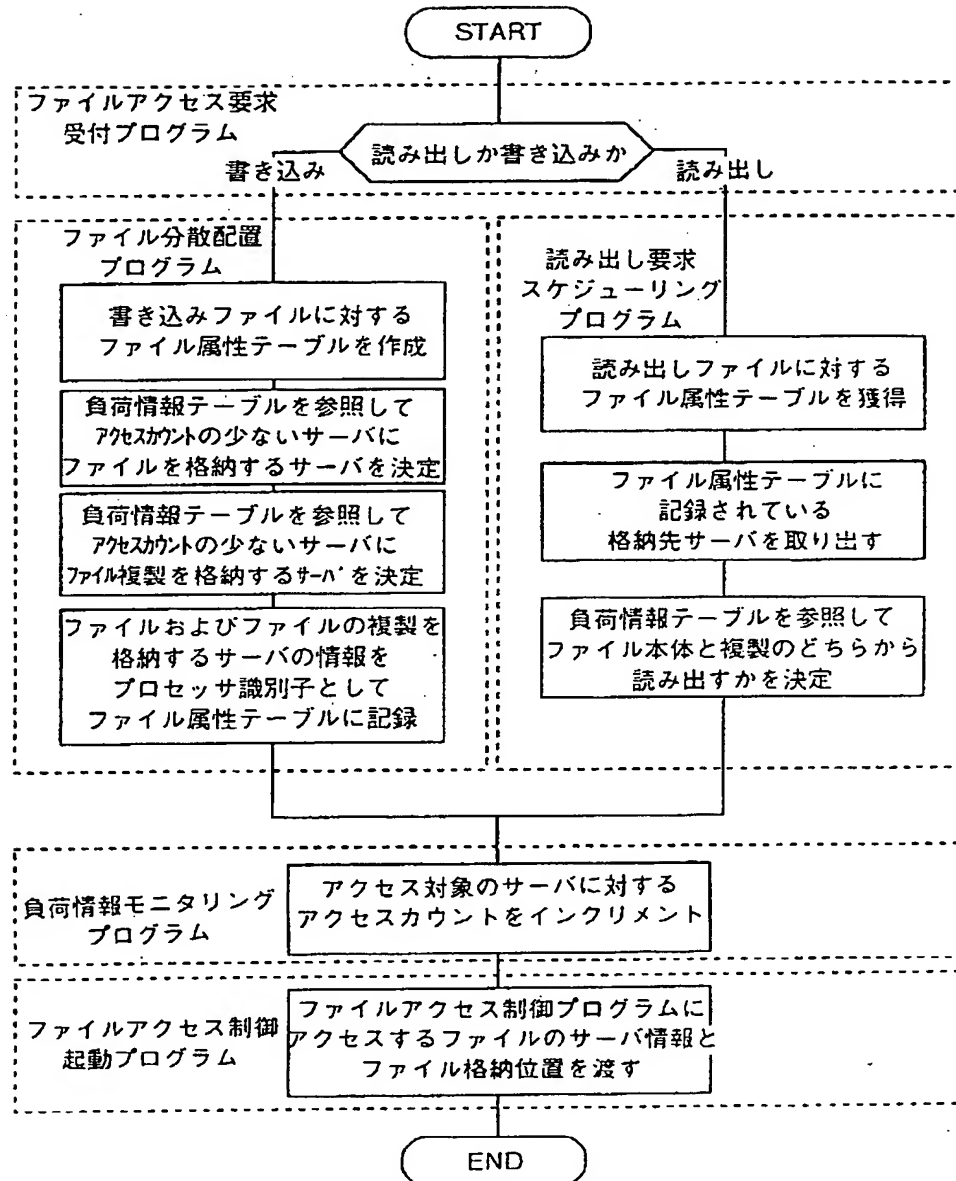 START
ファイルアクセス要求
受付プログラム
読み出しか書き込みか
書き込み
読み出し
ファイル分散配置
プログラム
書き込みファイルに対する
ファイル属性テーブルを作成
負荷情報テーブルを参照して
アクセスカウントの少ないサーバに
ファイルを格納するサーバを決定
負荷情報テーブルを参照して
アクセスカウントの少ないサーバに
ファイル複製を格納するサーバを決定
ファイルおよびファイルの複製を
格納するサーバの情報を
プロセッサ識別子として
ファイル属性テーブルに記録
読み出し要求
スケジューリング
プログラム
読み出しファイルに対する
ファイル属性テーブルを獲得
ファイル属性テーブルに
記録されている
格納先サーバを取り出す
負荷情報テーブルを参照して
ファイル本体と複製のどちらから
読み出すかを決定
負荷情報モニタリング
プログラム
アクセス対象のサーバに対する
アクセスカウントをインクリメント
ファイルアクセス制御
起動プログラム
ファイルアクセス制御プログラムに
アクセスするファイルのサーバ情報と
ファイル格納位置を渡す
END